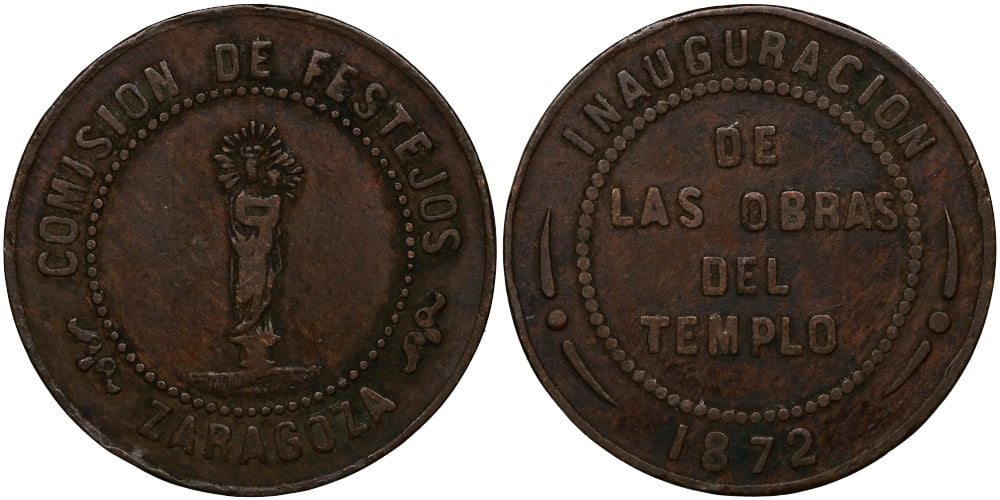 COMISION DE FESTEJOS
ZARAGOZA
INAUGURACION
DE
LAS OBRAS
DEL
TEMPLO
1872